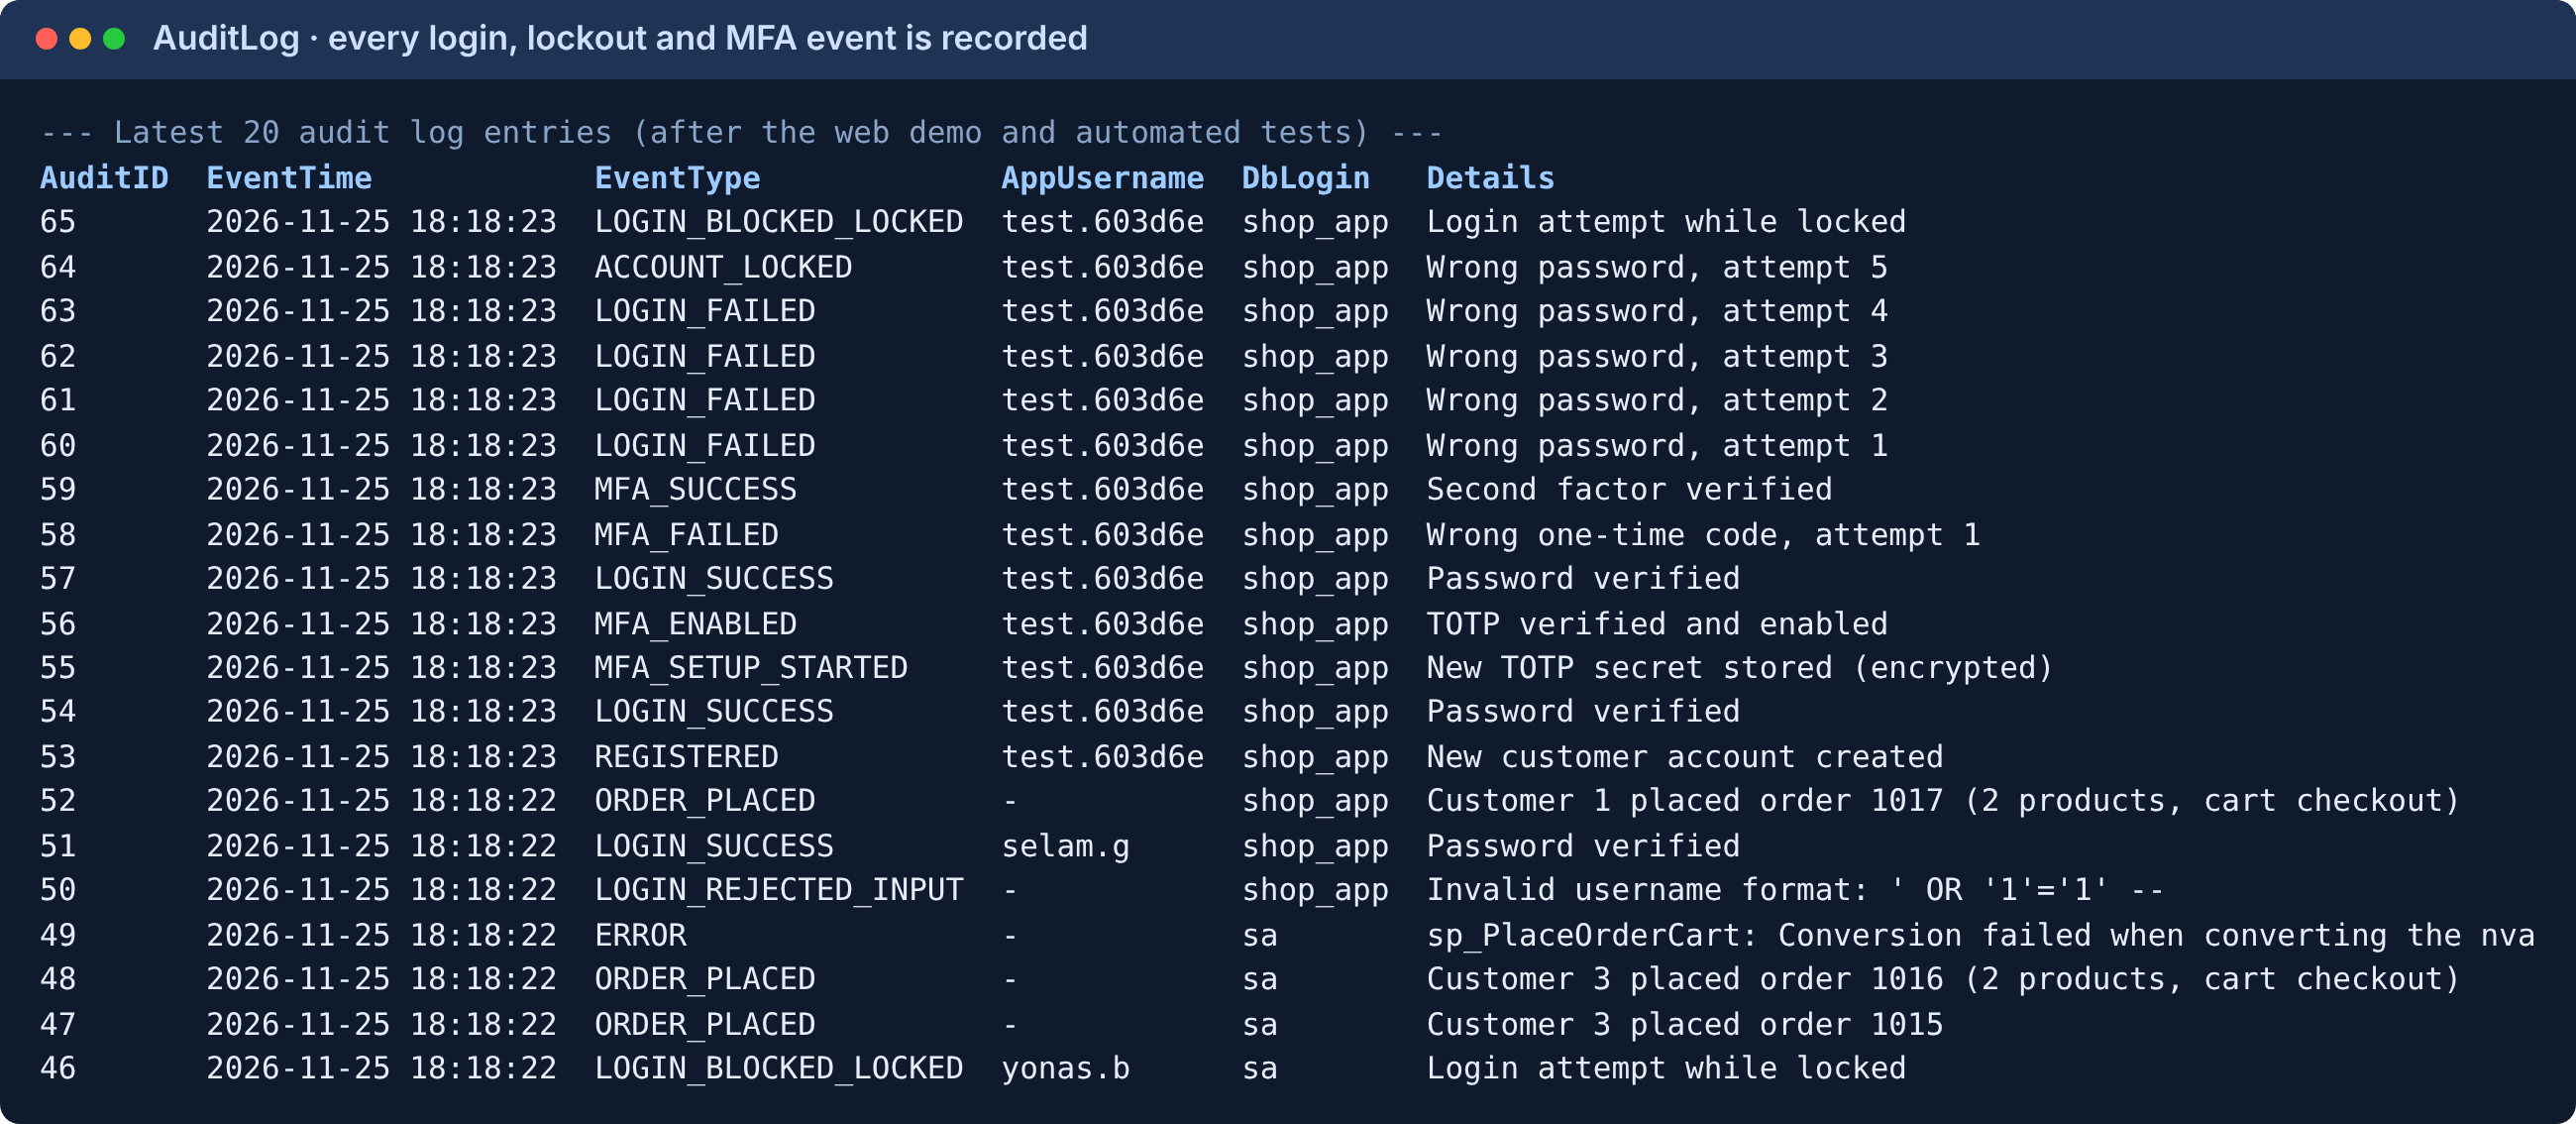 AuditLog · every login, lockout and MFA event is recorded
--- Latest 20 audit log entries (after the web demo and automated tests) ---
AuditID  EventTime            EventType             AppUsername  DbLogin   Details
65       2026-11-25 18:18:23  LOGIN_BLOCKED_LOCKED  test.603d6e  shop_app  Login attempt while locked
64       2026-11-25 18:18:23  ACCOUNT_LOCKED        test.603d6e  shop_app  Wrong password, attempt 5
63       2026-11-25 18:18:23  LOGIN_FAILED          test.603d6e  shop_app  Wrong password, attempt 4
62       2026-11-25 18:18:23  LOGIN_FAILED          test.603d6e  shop_app  Wrong password, attempt 3
61       2026-11-25 18:18:23  LOGIN_FAILED          test.603d6e  shop_app  Wrong password, attempt 2
60       2026-11-25 18:18:23  LOGIN_FAILED          test.603d6e  shop_app  Wrong password, attempt 1
59       2026-11-25 18:18:23  MFA_SUCCESS           test.603d6e  shop_app  Second factor verified
58       2026-11-25 18:18:23  MFA_FAILED            test.603d6e  shop_app  Wrong one-time code, attempt 1
57       2026-11-25 18:18:23  LOGIN_SUCCESS         test.603d6e  shop_app  Password verified
56       2026-11-25 18:18:23  MFA_ENABLED           test.603d6e  shop_app  TOTP verified and enabled
55       2026-11-25 18:18:23  MFA_SETUP_STARTED     test.603d6e  shop_app  New TOTP secret stored (encrypted)
54       2026-11-25 18:18:23  LOGIN_SUCCESS         test.603d6e  shop_app  Password verified
53       2026-11-25 18:18:23  REGISTERED            test.603d6e  shop_app  New customer account created
52       2026-11-25 18:18:22  ORDER_PLACED          -            shop_app  Customer 1 placed order 1017 (2 products, cart checkout)
51       2026-11-25 18:18:22  LOGIN_SUCCESS         selam.g      shop_app  Password verified
50       2026-11-25 18:18:22  LOGIN_REJECTED_INPUT  -            shop_app  Invalid username format: ' OR '1'='1' --
49       2026-11-25 18:18:22  ERROR                 -            sa        sp_PlaceOrderCart: Conversion failed when converting the nva
48       2026-11-25 18:18:22  ORDER_PLACED          -            sa        Customer 3 placed order 1016 (2 products, cart checkout)
47       2026-11-25 18:18:22  ORDER_PLACED          -            sa        Customer 3 placed order 1015
46       2026-11-25 18:18:22  LOGIN_BLOCKED_LOCKED  yonas.b      sa        Login attempt while locked